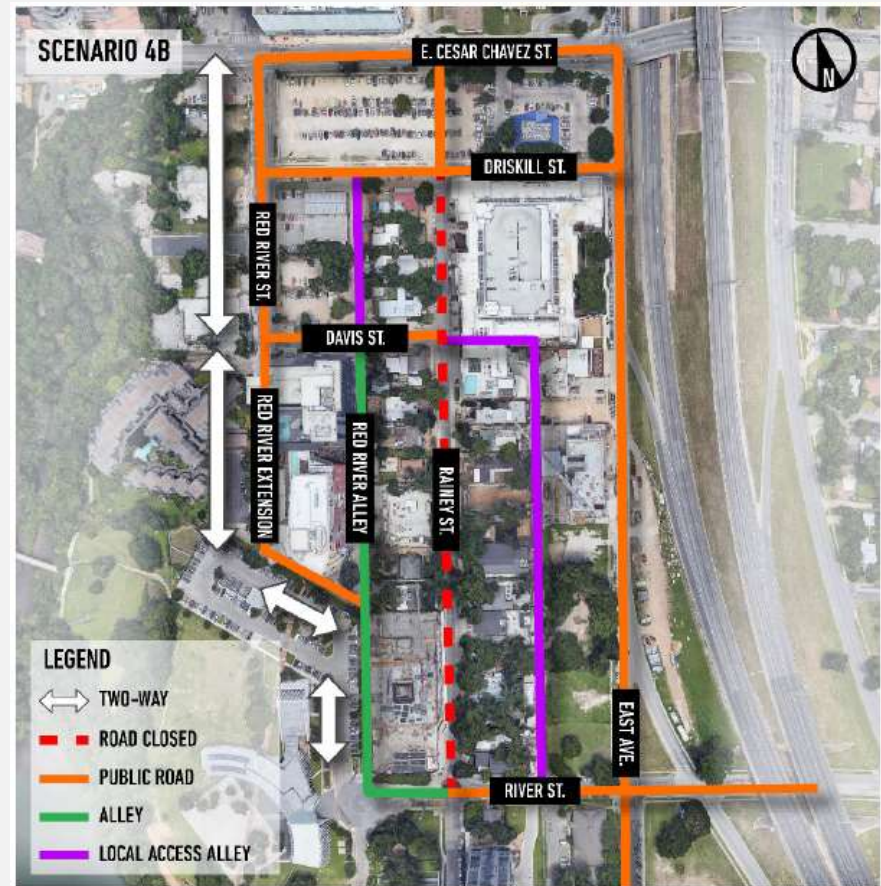 SCENARIO 4B
E. CESAR CHAVEZ ST.
N
DRISKILL ST.
RED RIVER ST.
DAVIS ST.
RED RIVER EXTENSION
RED RIVER ALLEY
RAINEY ST.
EAST AVE.
RIVER ST.
LEGEND
TWO-WAY
ROAD CLOSED
PUBLIC ROAD
ALLEY
LOCAL ACCESS ALLEY